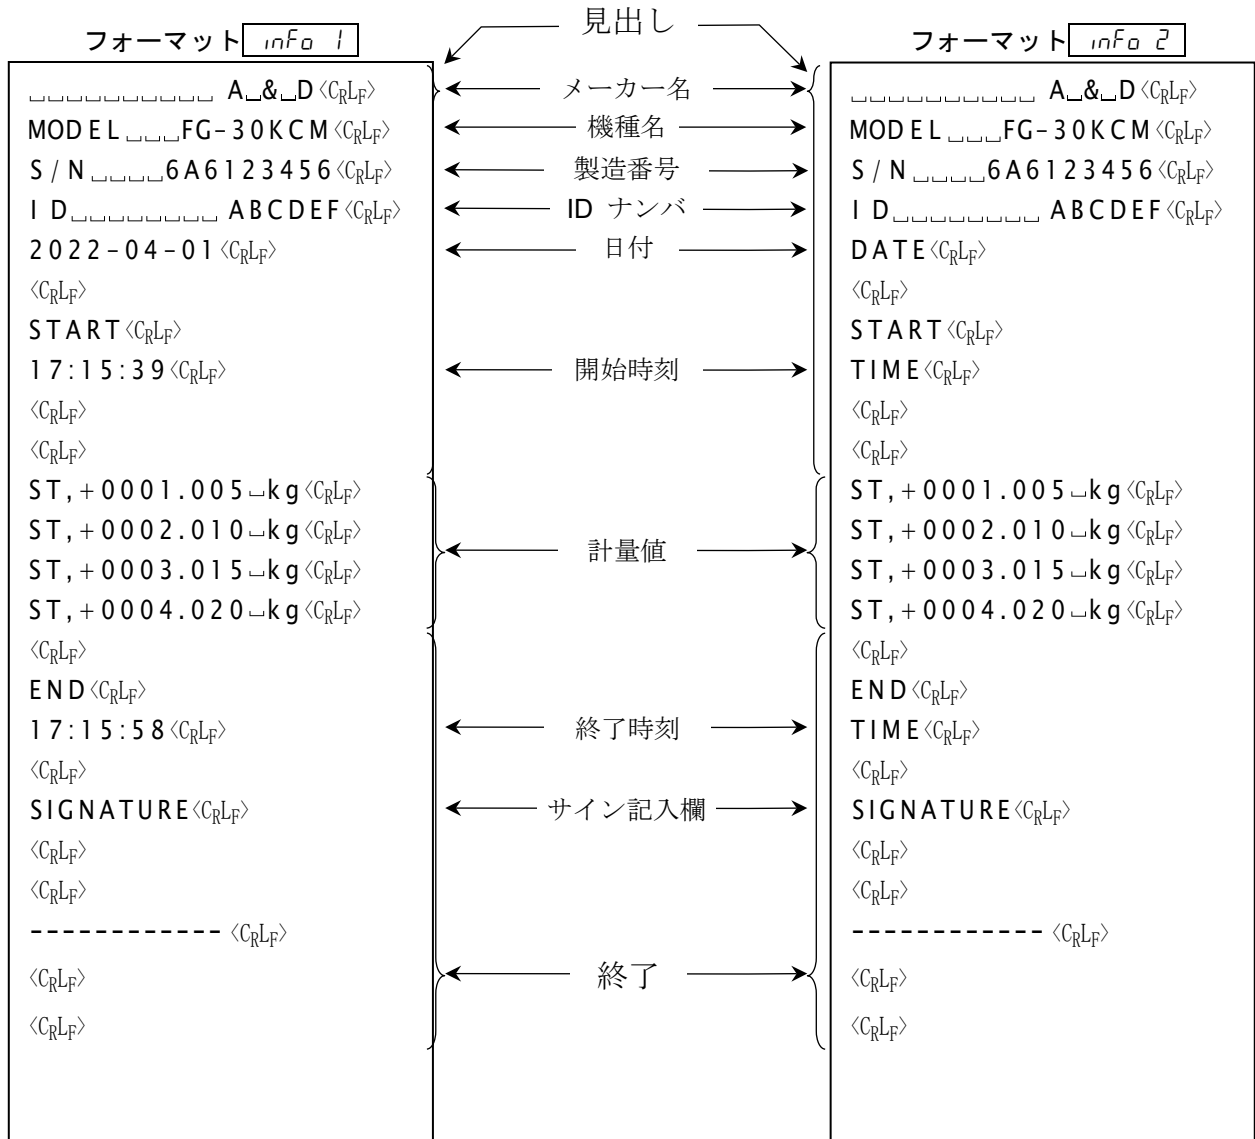 見出し
フォーマット inFo 1
␣␣␣␣␣␣␣␣␣␣ A␣&␣D〈CRLF〉
MODEL␣␣␣FG-30KCM〈CRLF〉
S/N␣␣␣␣6A6123456〈CRLF〉
ID␣␣␣␣␣␣␣␣ ABCDEF〈CRLF〉
2022-04-01〈CRLF〉
〈CRLF〉
START〈CRLF〉
17:15:39〈CRLF〉
〈CRLF〉
〈CRLF〉
ST,+0001.005␣kg〈CRLF〉
ST,+0002.010␣kg〈CRLF〉
ST,+0003.015␣kg〈CRLF〉
ST,+0004.020␣kg〈CRLF〉
〈CRLF〉
END〈CRLF〉
17:15:58〈CRLF〉
〈CRLF〉
SIGNATURE〈CRLF〉
〈CRLF〉
〈CRLF〉
------------ 〈CRLF〉
〈CRLF〉
〈CRLF〉
メーカー名
機種名
製造番号
ID ナンバ
日付
開始時刻
計量値
終了時刻
サイン記入欄
終了
フォーマット inFo 2
␣␣␣␣␣␣␣␣␣␣ A␣&␣D〈CRLF〉
MODEL␣␣␣FG-30KCM〈CRLF〉
S/N␣␣␣␣6A6123456〈CRLF〉
ID␣␣␣␣␣␣␣␣ ABCDEF〈CRLF〉
DATE〈CRLF〉
〈CRLF〉
START〈CRLF〉
TIME〈CRLF〉
〈CRLF〉
〈CRLF〉
ST,+0001.005␣kg〈CRLF〉
ST,+0002.010␣kg〈CRLF〉
ST,+0003.015␣kg〈CRLF〉
ST,+0004.020␣kg〈CRLF〉
〈CRLF〉
END〈CRLF〉
TIME〈CRLF〉
〈CRLF〉
SIGNATURE〈CRLF〉
〈CRLF〉
〈CRLF〉
------------ 〈CRLF〉
〈CRLF〉
〈CRLF〉